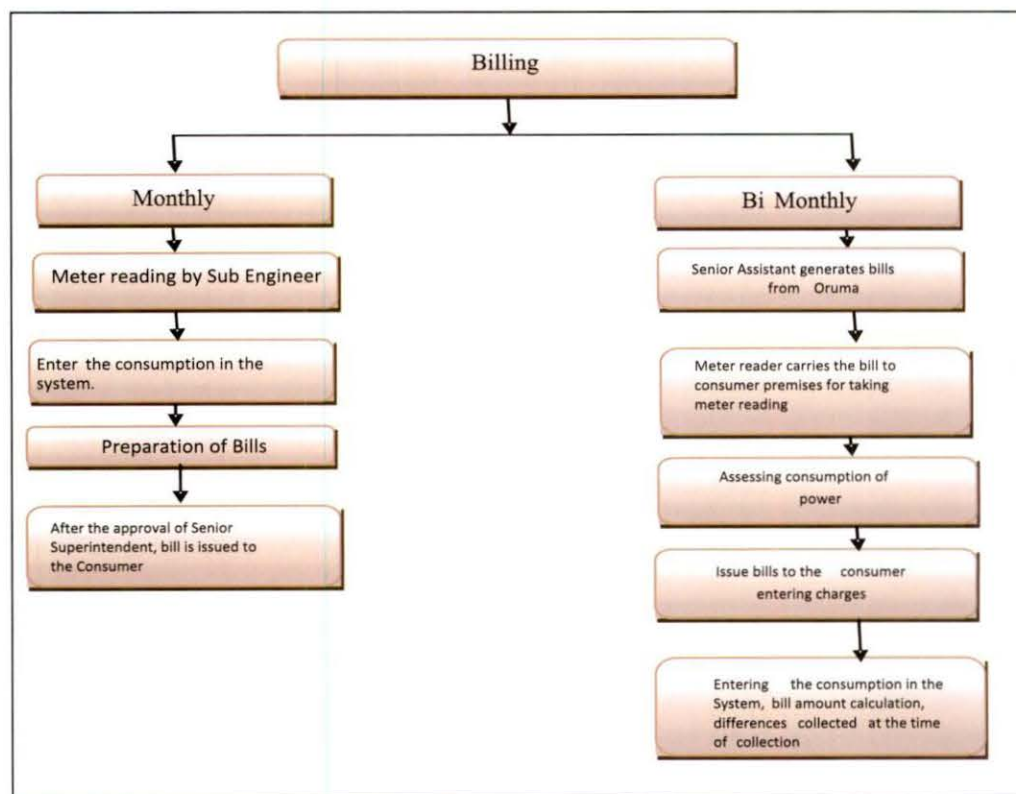 Billing
Monthly
Meter reading by Sub Engineer
Enter the consumption in the
system.
Preparation of Bills
After the approval of Senior
Superintendent, bill is issued to
the Consumer
Bi Monthly
Senior Assistant generates bills
from Oruma
Meter reader carries the bill to
consumer premises for taking
meter reading
Assessing consumption of
power
Issue bills to the consumer
entering charges
Entering the consumption in the
System, bill amount calculation,
differences collected at the time
of collection